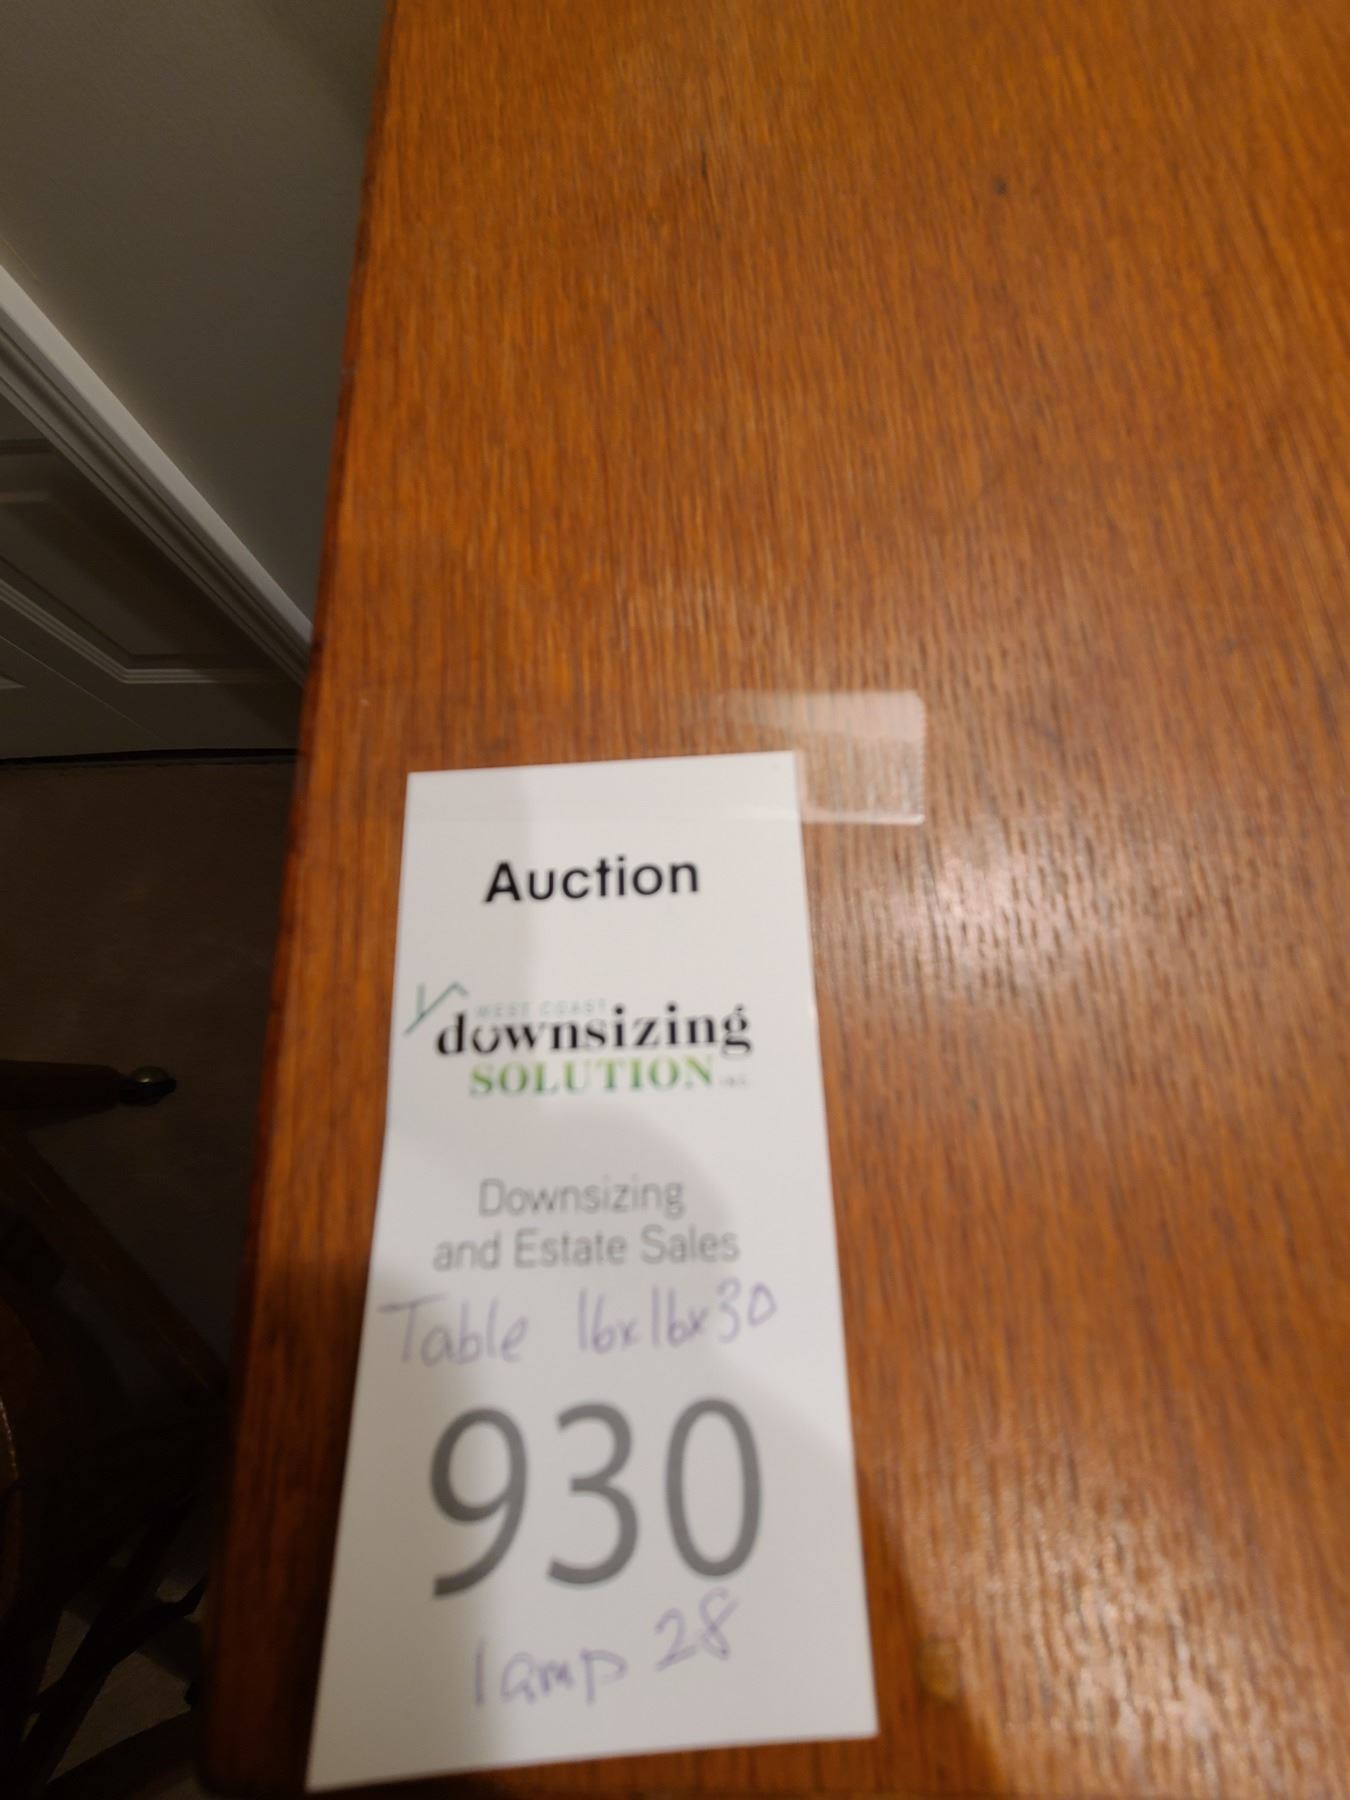 Auction
WEST COAST
downsizing
SOLUTION INC
Downsizing
and Estate Sales
Table 16x16x30
930
lamp 28